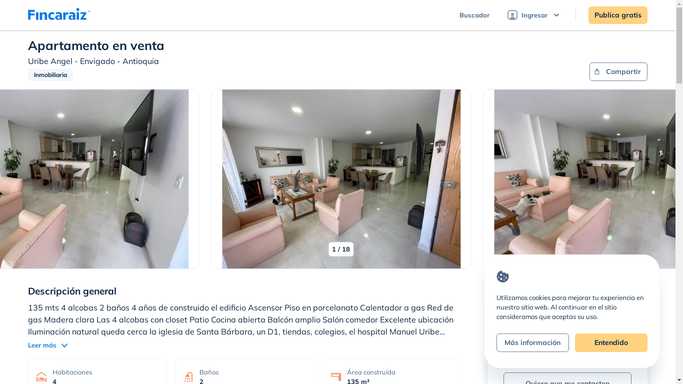 Fincaraiz
Buscador
Ingresar
Publica gratis
Apartamento en venta
Uribe Angel - Envigado - Antioquia
Inmobiliaria
Compartir
1 / 18
Descripción general
135 mts 4 alcobas 2 baños 4 años de construido el edificio Ascensor Piso en porcelanato Calentador a gas Red de
gas Madera clara Las 4 alcobas con closet Patio Cocina abierta Balcón amplio Salón comedor Excelente ubicación
Iluminación natural queda cerca la iglesia de Santa Bárbara, un D1, tiendas, colegios, el hospital Manuel Uribe...
Leer más
Habitaciones
4
Baños
2
Área construida
135 m²
Utilizamos cookies para mejorar tu experiencia en
nuestro sitio web. Al continuar en el sitio
consideramos que aceptas su uso.
Más información
Entendido
Quiero que me contacten